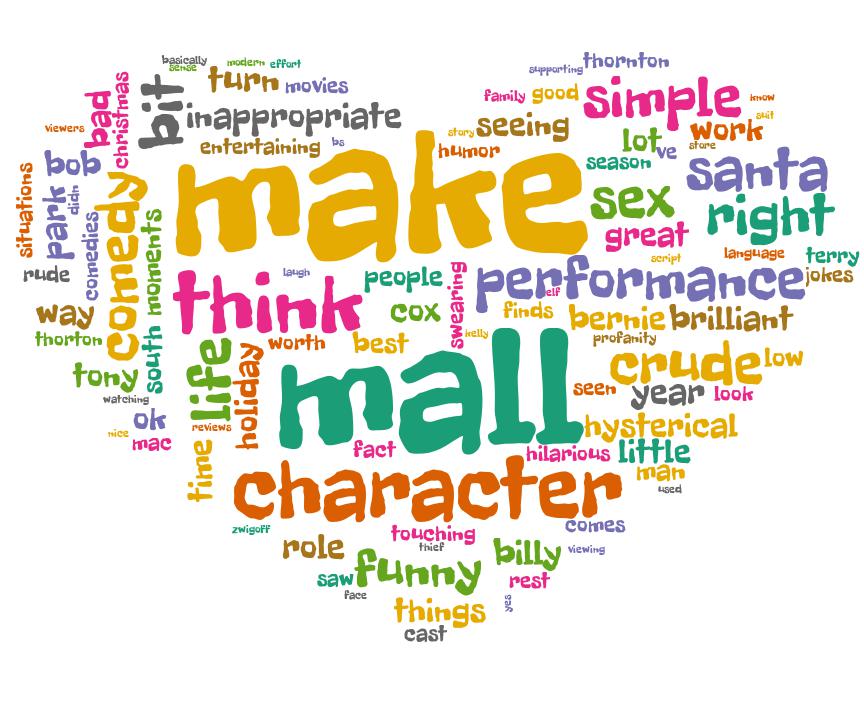 basically
sense
modern
effort
turn
movies
supporting
thornton
bad
christmas
bit
inappropriate
family
good
simple
know
suit
viewers
entertaining
bs
story
seeing
humor
lot
ve
work
store
season
santa
situations
bob
park
didn
comedies
comedy
moments
make
sex
great
right
rude
think
laugh
people
swearing
performance
elf
script
language
terry
jokes
way
thorton
south
cox
finds
bernie
brilliant
kelly
profanity
tony
life
holiday
worth
best
mall
crude
low
watching
seen
year
look
ok
nice
mac
reviews
time
fact
hysterical
hilarious
little
man
used
character
zwigoff
touching
thief
comes
role
funny
billy
viewing
saw
rest
face
things
yes
cast